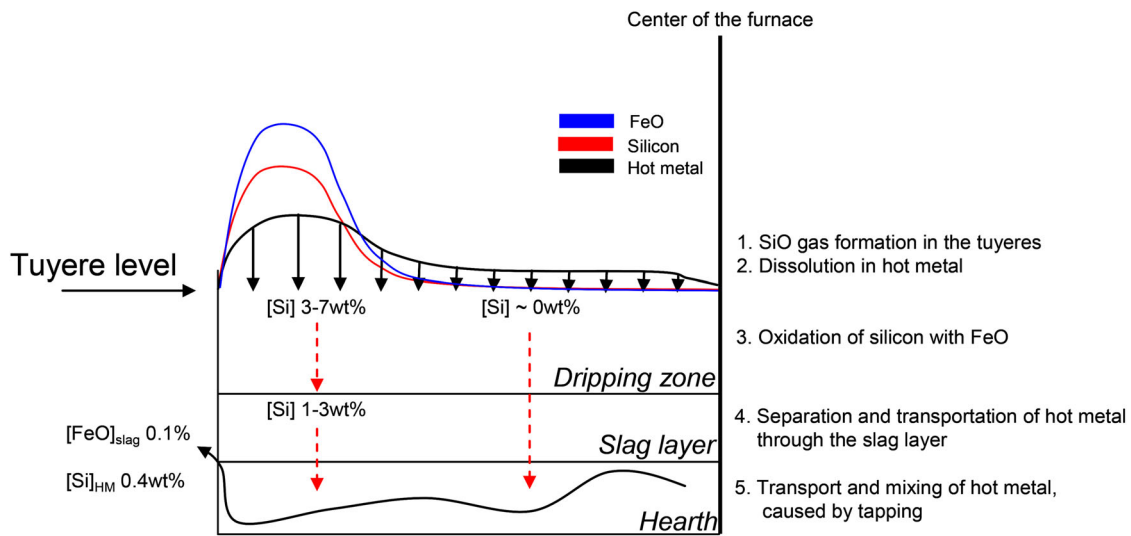 Center of the furnace
FeO
Silicon
Hot metal
Tuyere level
1. SiO gas formation in the tuyeres
2. Dissolution in hot metal
[Si] 3-7wt%
[Si] ~ 0wt%
3. Oxidation of silicon with FeO
Dripping zone
[Si] 1-3wt%
4. Separation and transportation of hot metal
through the slag layer
[FeO]slag 0.1%
Slag layer
[Si]HM 0.4wt%
5. Transport and mixing of hot metal,
caused by tapping
Hearth